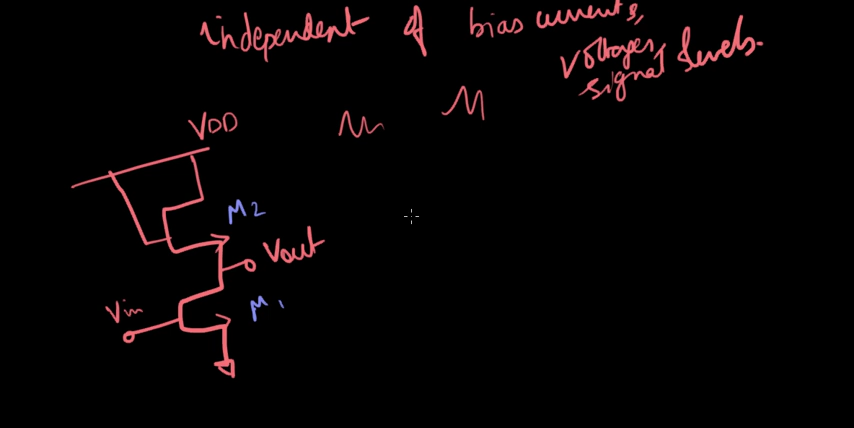 independent of bias currents,
voltages,
signal levels.
VDD
M2
Vout
Vin
M1